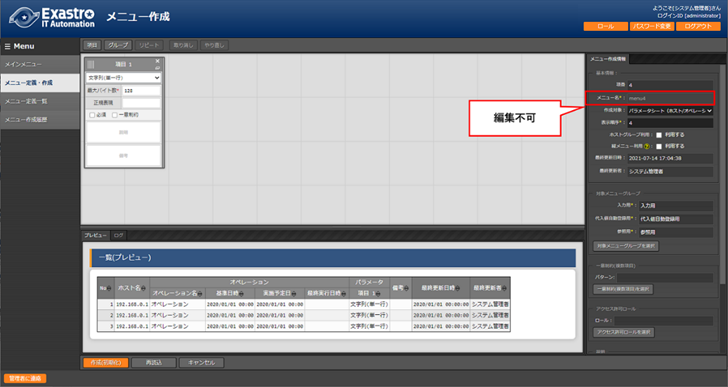 Exastro
IT Automation
メニュー作成
ようこそ[システム管理者]さん
ログインID [administrator]
ロール
パスワード変更
ログアウト
Menu
メインメニュー
メニュー定義・作成
メニュー定義一覧
メニュー作成履歴
項目
グループ
リピート
取り消し
やり直し
項目 1
文字列(単一行)
最大バイト数* 128
正規表現
必須 一意制約
説明
備考
編集不可
メニュー作成情報
基本情報
項番 4
メニュー名*: menu4
作成対象: パラメータシート（ホスト/オペレーシ
表示順序*: 4
ホストグループ利用: 利用する
縦メニュー利用 ?: 利用する
最終更新日時: 2021-07-14 17:04:38
最終更新者: システム管理者
対象メニューグループ
入力用*: 入力用
代入値自動登録用*: 代入値自動登録用
参照用*: 参照用
対象メニューグループを選択
一意制約(複数項目)
パターン:
一意制約(複数項目)を選択
アクセス許可ロール
ロール:
アクセス許可ロールを選択
プレビュー
ログ
一覧(プレビュー)
No ホスト名 オペレーション パラメータ 備考 最終更新日時 最終更新者
オペレーション名 基準日時 実施予定日 最終実行日時 項目 1
1 192.168.0.1 オペレーション 2020/01/01 00:00 2020/01/01 00:00 文字列(単一行) 2020/01/01 00:00:00 システム管理者
2 192.168.0.1 オペレーション 2020/01/01 00:00 2020/01/01 00:00 文字列(単一行) 2020/01/01 00:00:00 システム管理者
3 192.168.0.1 オペレーション 2020/01/01 00:00 2020/01/01 00:00 文字列(単一行) 2020/01/01 00:00:00 システム管理者
再読込
キャンセル
管理者に連絡